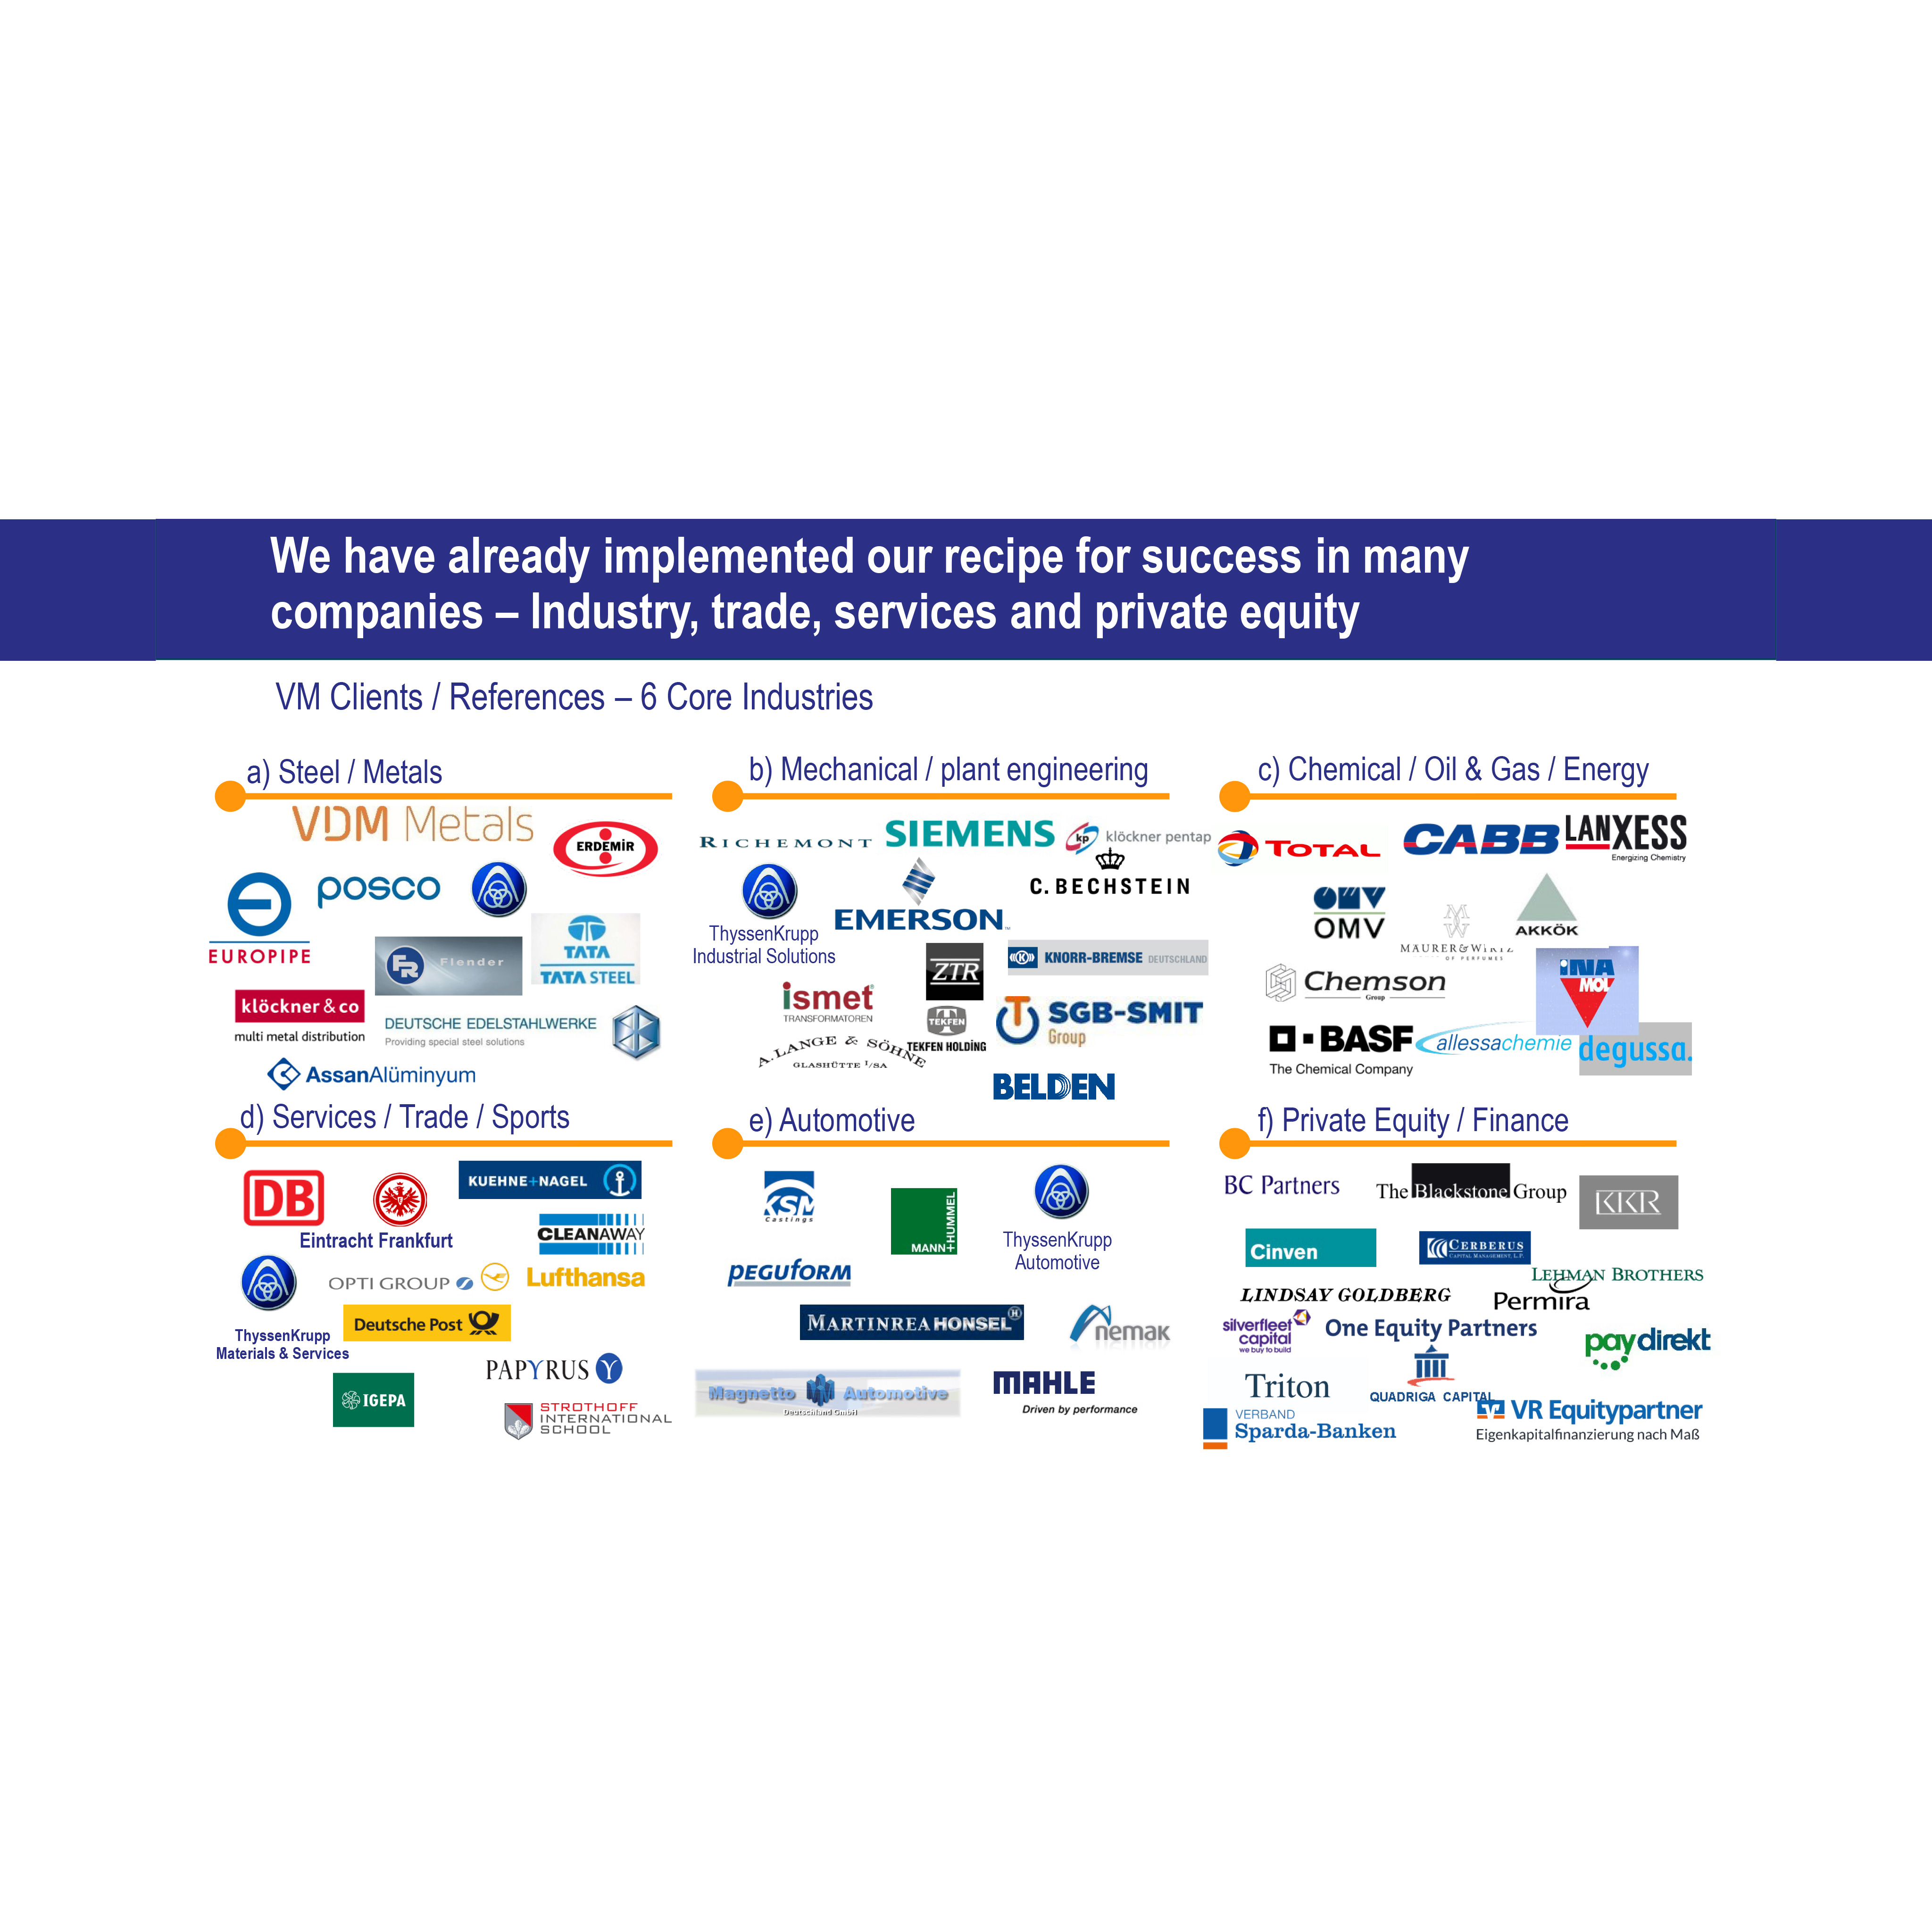 We have already implemented our recipe for success in many
companies – Industry, trade, services and private equity
VM Clients / References – 6 Core Industries
a) Steel / Metals
VDM Metals
ERDEMİR
posco
EUROPIPE
FR Flender
TATA
TATA STEEL
klöckner & co
multi metal distribution
DEUTSCHE EDELSTAHLWERKE
Providing special steel solutions
AssanAlüminyum
b) Mechanical / plant engineering
RICHEMONT
SIEMENS
kp klöckner pentap
C. BECHSTEIN
ThyssenKrupp
Industrial Solutions
EMERSON™
ZTR
KNORR-BREMSE DEUTSCHLAND
ismet
TRANSFORMATOREN
TEKFEN
TEKFEN HOLDİNG
SGB-SMIT
Group
A. LANGE & SÖHNE
GLASHÜTTE I/SA
BELDEN
c) Chemical / Oil & Gas / Energy
TOTAL
CABB
LANXESS
Energizing Chemistry
OMV
OMV
MW
MÄURER & WIRTZ
OF PERFUMES
AKKÖK
Chemson
Group
iNA
MOL
BASF
The Chemical Company
allessachemie
degussa.
d) Services / Trade / Sports
DB
Eintracht Frankfurt
KUEHNE+NAGEL
CLEANAWAY
OPTI GROUP
Lufthansa
ThyssenKrupp
Materials & Services
Deutsche Post
PAPYRUS Y
IGEPA
STROTHOFF
INTERNATIONAL
SCHOOL
e) Automotive
KSM
Castings
MANN+HUMMEL
ThyssenKrupp
Automotive
PEGUFORM
MARTINREA HONSEL H
nemak
Magnetto Automotive
Deutschland GmbH
MAHLE
Driven by performance
f) Private Equity / Finance
BC Partners
The Blackstone Group
KKR
Cinven
CERBERUS
CAPITAL MANAGEMENT, L.P.
LEHMAN BROTHERS
LINDSAY GOLDBERG
Permira
silverfleet
capital
we buy to build
One Equity Partners
paydirekt
Triton
QUADRIGA CAPITAL
VERBAND
Sparda-Banken
VR Equitypartner
Eigenkapitalfinanzierung nach Maß